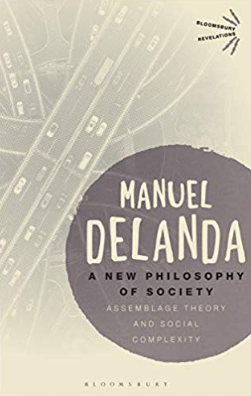 BLOOMSBURY
REVELATIONS
MANUEL
DELANDA
A NEW PHILOSOPHY
OF SOCIETY
ASSEMBLAGE THEORY
AND SOCIAL
COMPLEXITY
BLOOMSBURY